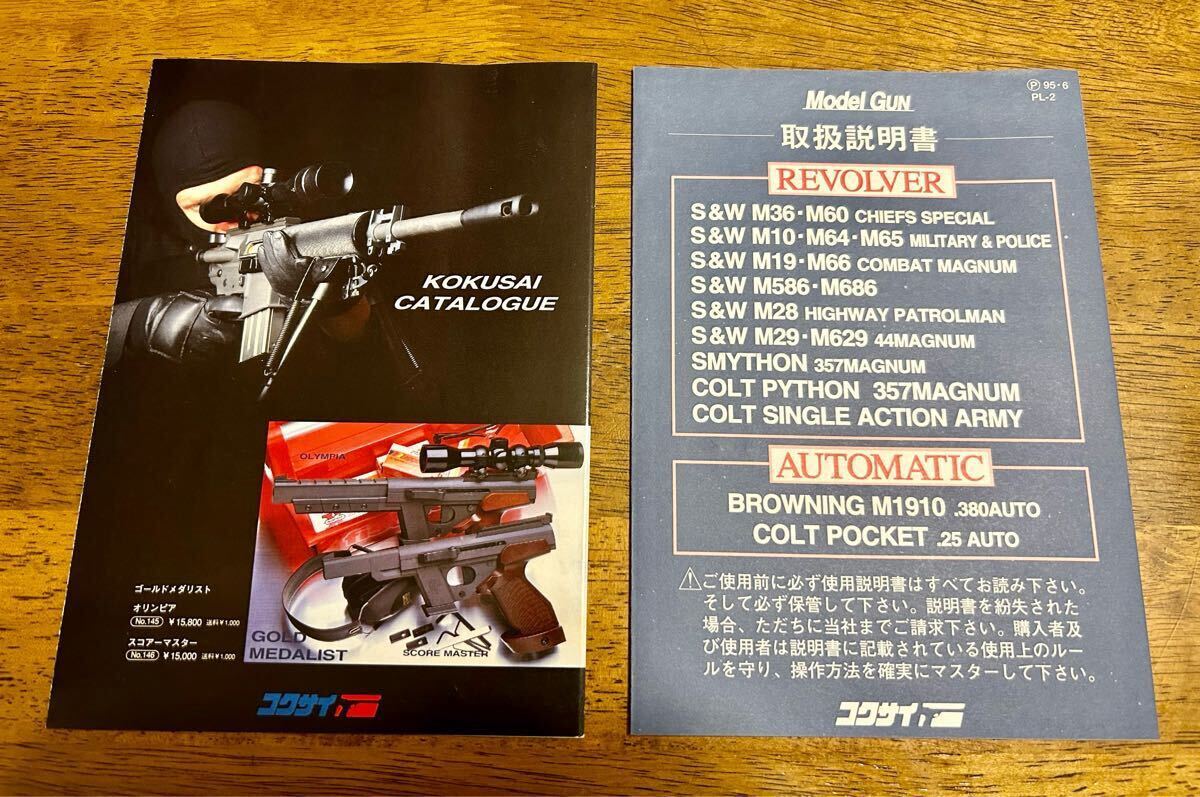 KOKUSAI
CATALOGUE
OLYMPIA
GOLD
MEDALIST
SCORE MASTER
ゴールドメダリスト
オリンピア
No.145 ¥15,800 送料¥1,000
スコアーマスター
No.146 ¥15,000 送料¥1,000
コクサイ
Ⓟ 95・6
PL-2
Model GUN
取扱説明書
REVOLVER
S&W M36・M60 CHIEFS SPECIAL
S&W M10・M64・M65 MILITARY & POLICE
S&W M19・M66 COMBAT MAGNUM
S&W M586・M686
S&W M28 HIGHWAY PATROLMAN
S&W M29・M629 44MAGNUM
SMYTHON 357MAGNUM
COLT PYTHON 357MAGNUM
COLT SINGLE ACTION ARMY
AUTOMATIC
BROWNING M1910 .380AUTO
COLT POCKET .25 AUTO
⚠ご使用前に必ず使用説明書はすべてお読み下さい。
そして必ず保管して下さい。説明書を紛失された
場合、ただちに当社までご請求下さい。購入者及
び使用者は説明書に記載されている使用上のルー
ルを守り、操作方法を確実にマスターして下さい。
コクサイ